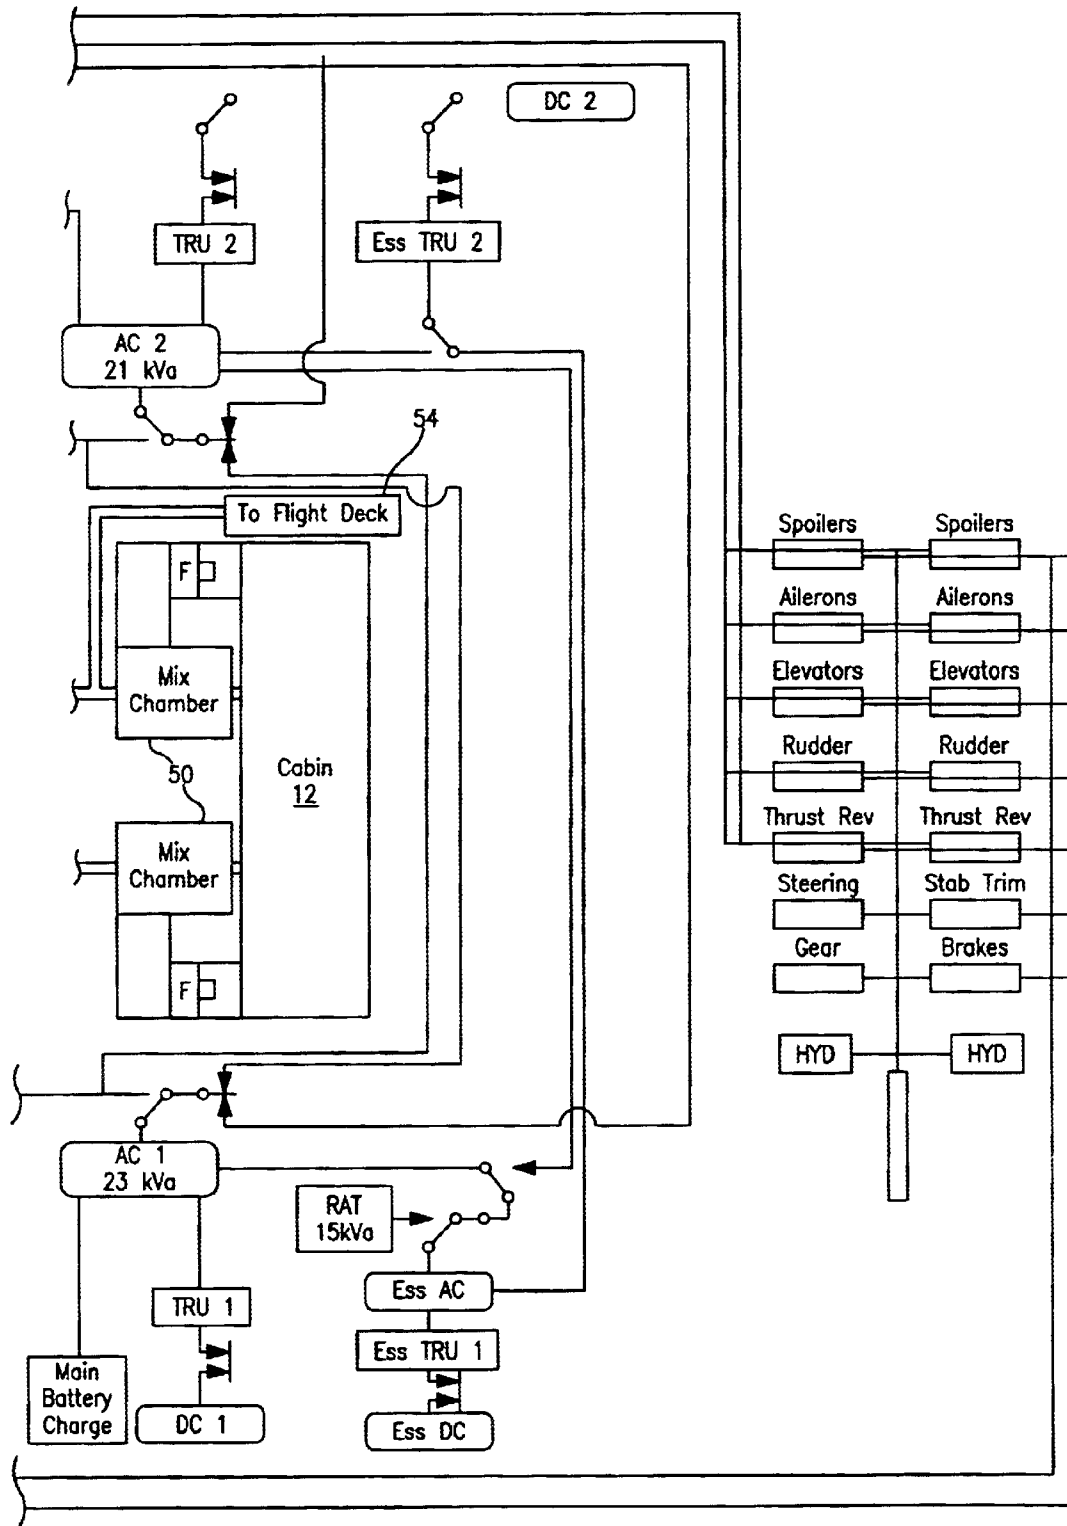 DC 2
TRU 2
Ess TRU 2
AC 2
21 kVa
54
To Flight Deck
F
Mix
Chamber
50
Cabin
12
Mix
Chamber
F
Spoilers
Spoilers
Ailerons
Ailerons
Elevators
Elevators
Rudder
Rudder
Thrust Rev
Thrust Rev
Steering
Stab Trim
Gear
Brakes
HYD
HYD
AC 1
23 kVa
RAT
15kVa
Ess AC
TRU 1
Ess TRU 1
Main
Battery
Charge
DC 1
Ess DC